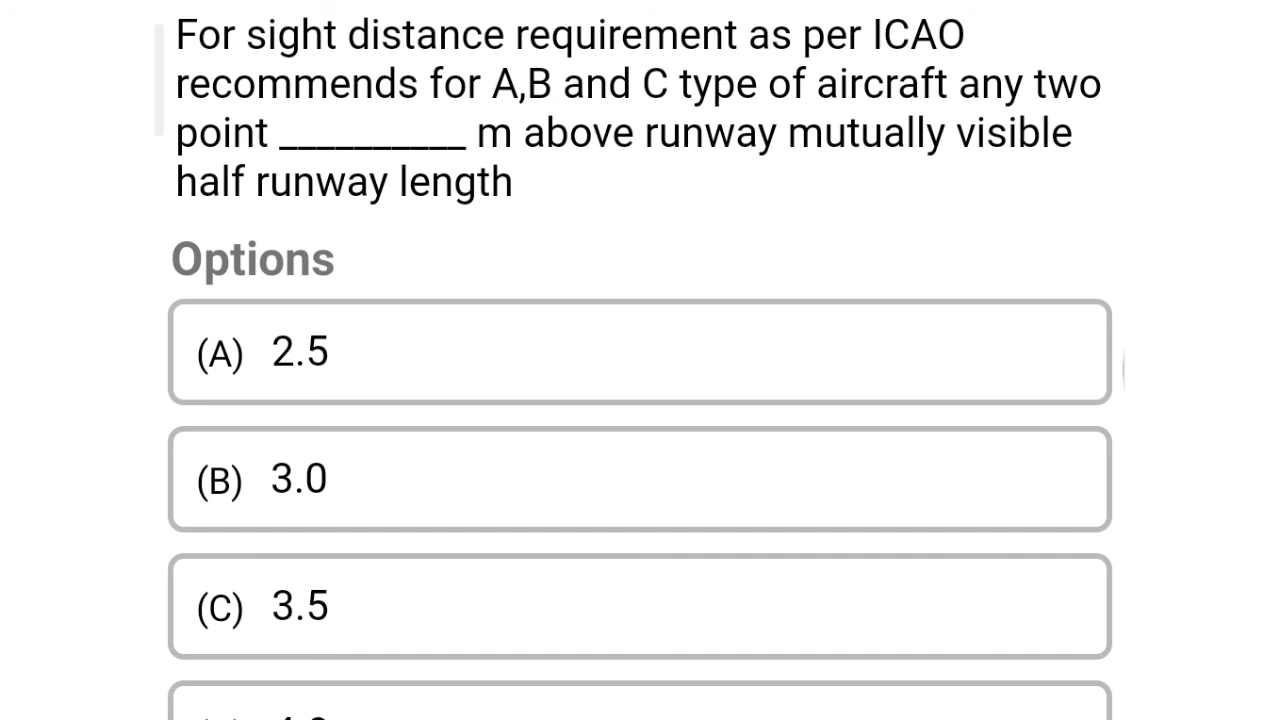 For sight distance requirement as per ICAO
recommends for A,B and C type of aircraft any two
point __________ m above runway mutually visible
half runway length
Options
(A) 2.5
(B) 3.0
(C) 3.5